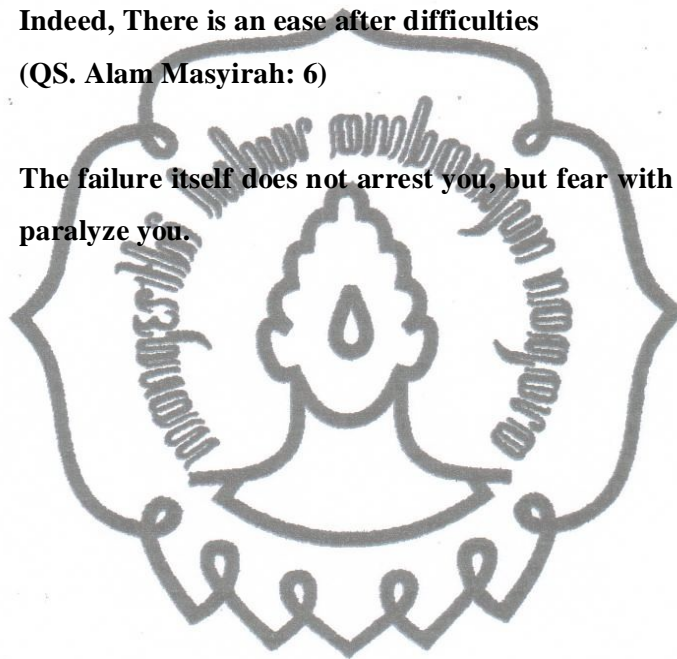 Indeed, There is an ease after difficulties
(QS. Alam Masyirah: 6)
The failure itself does not arrest you, but fear with
paralyze you.